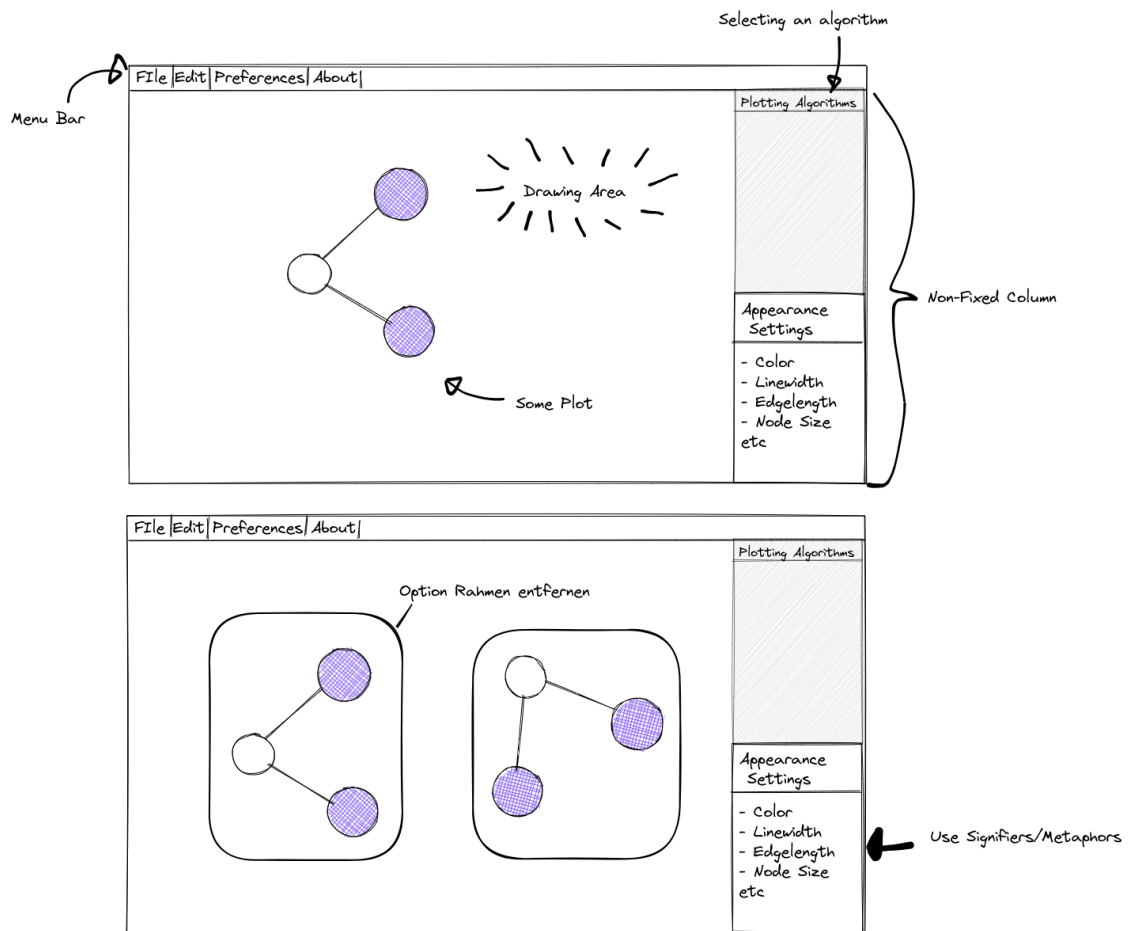 Selecting an algorithm
FIle Edit Preferences About
Menu Bar
Plotting Algorithms
Drawing Area
Non-Fixed Column
Appearance
Settings
- Color
- Linewidth
- Edgelength
- Node Size
etc
Some Plot
FIle Edit Preferences About
Plotting Algorithms
Option Rahmen entfernen
Appearance
Settings
- Color
- Linewidth
- Edgelength
- Node Size
etc
Use Signifiers/Metaphors